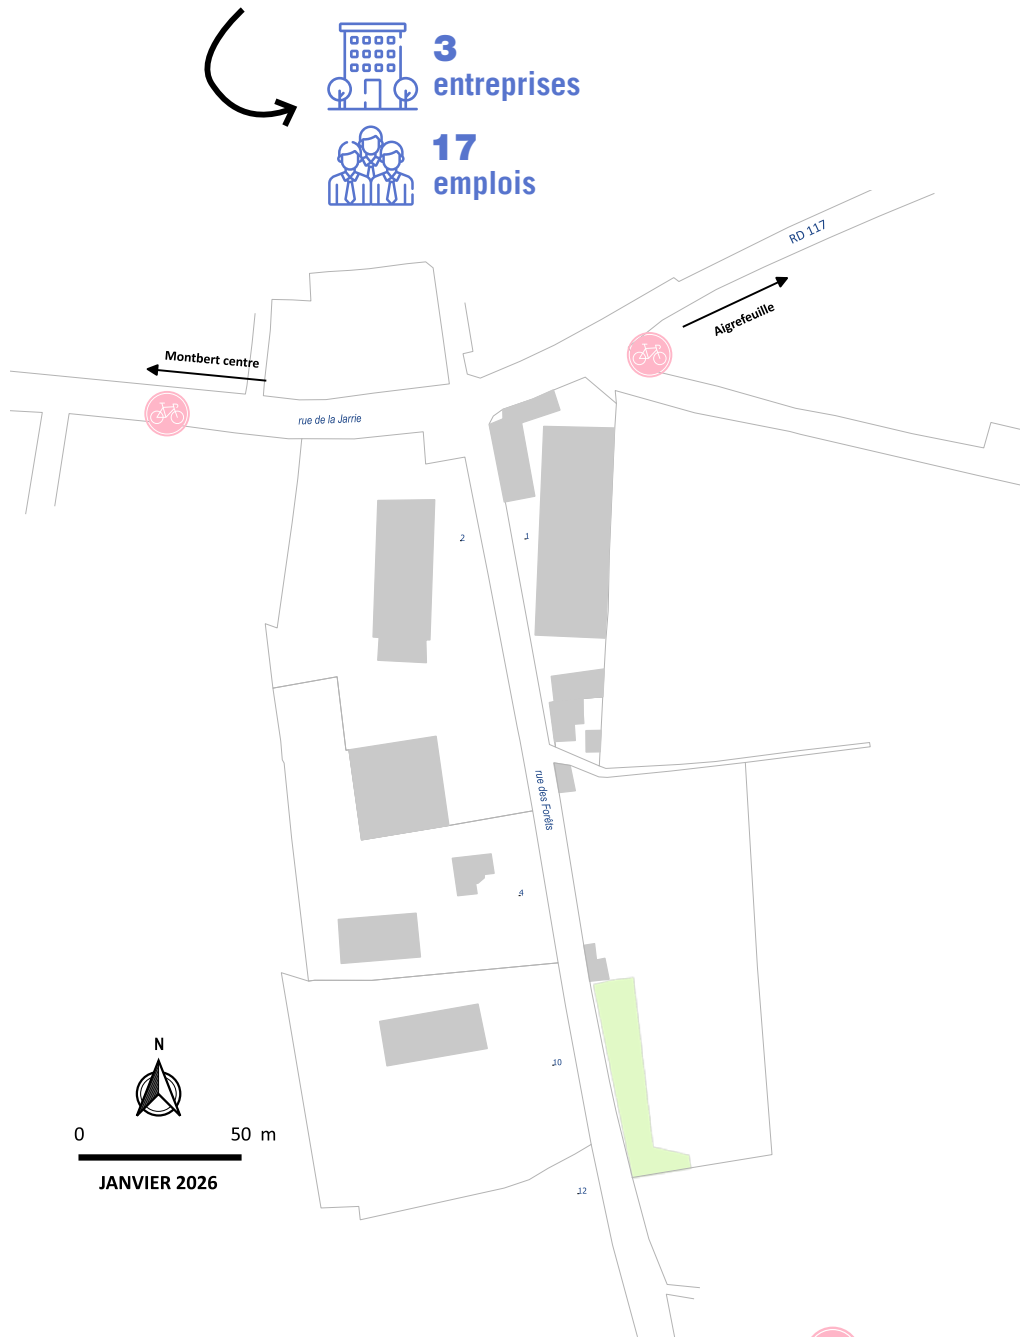 3
entreprises
17
emplois
RD 117
Aigrefeuille
Montbert centre
rue de la Jarrie
2
1
rue des Forêts
4
N
10
0 50 m
JANVIER 2026
12